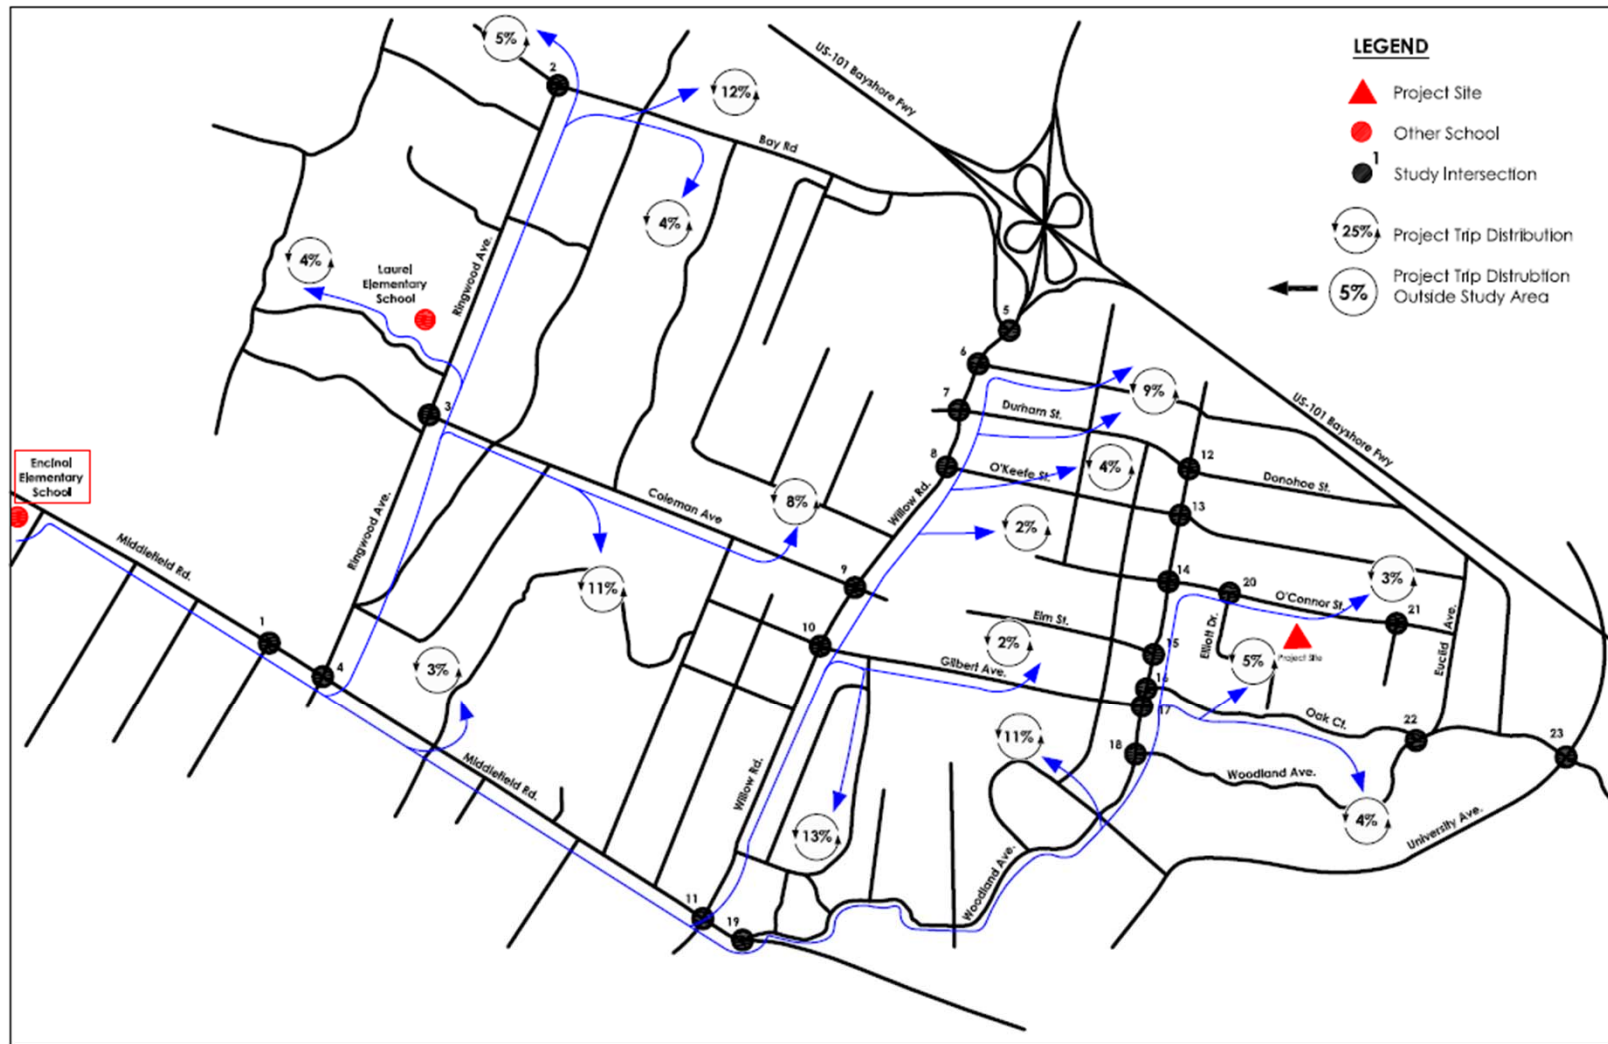 LEGEND
Project Site
Other School
1
Study Intersection
25%
Project Trip Distribution
5%
Project Trip Distrubtion
Outside Study Area
5%
2
12%
US-101 Bayshore Fwy
Bay Rd
4%
4%
Laurel
Elementary
School
Ringwood Ave.
3
Encinal
Elementary
School
5
6
7
8
9%
Durham St.
US-101 Bayshore Fwy
12
4%
O'Keefe St.
Donohoe St.
Coleman Ave
8%
Willow Rd.
13
2%
Middlefield Rd.
Ringwood Ave.
11%
9
14
20
3%
O'Connor St.
21
1
10
Elm St.
2%
15
Elliott Dr.
5%
Project Site
Euclid Ave.
4
3%
Gilbert Ave.
16
17
Oak Ct.
22
23
11%
18
Middlefield Rd.
Willow Rd.
Woodland Ave.
13%
4%
University Ave.
Woodland Ave.
11
19